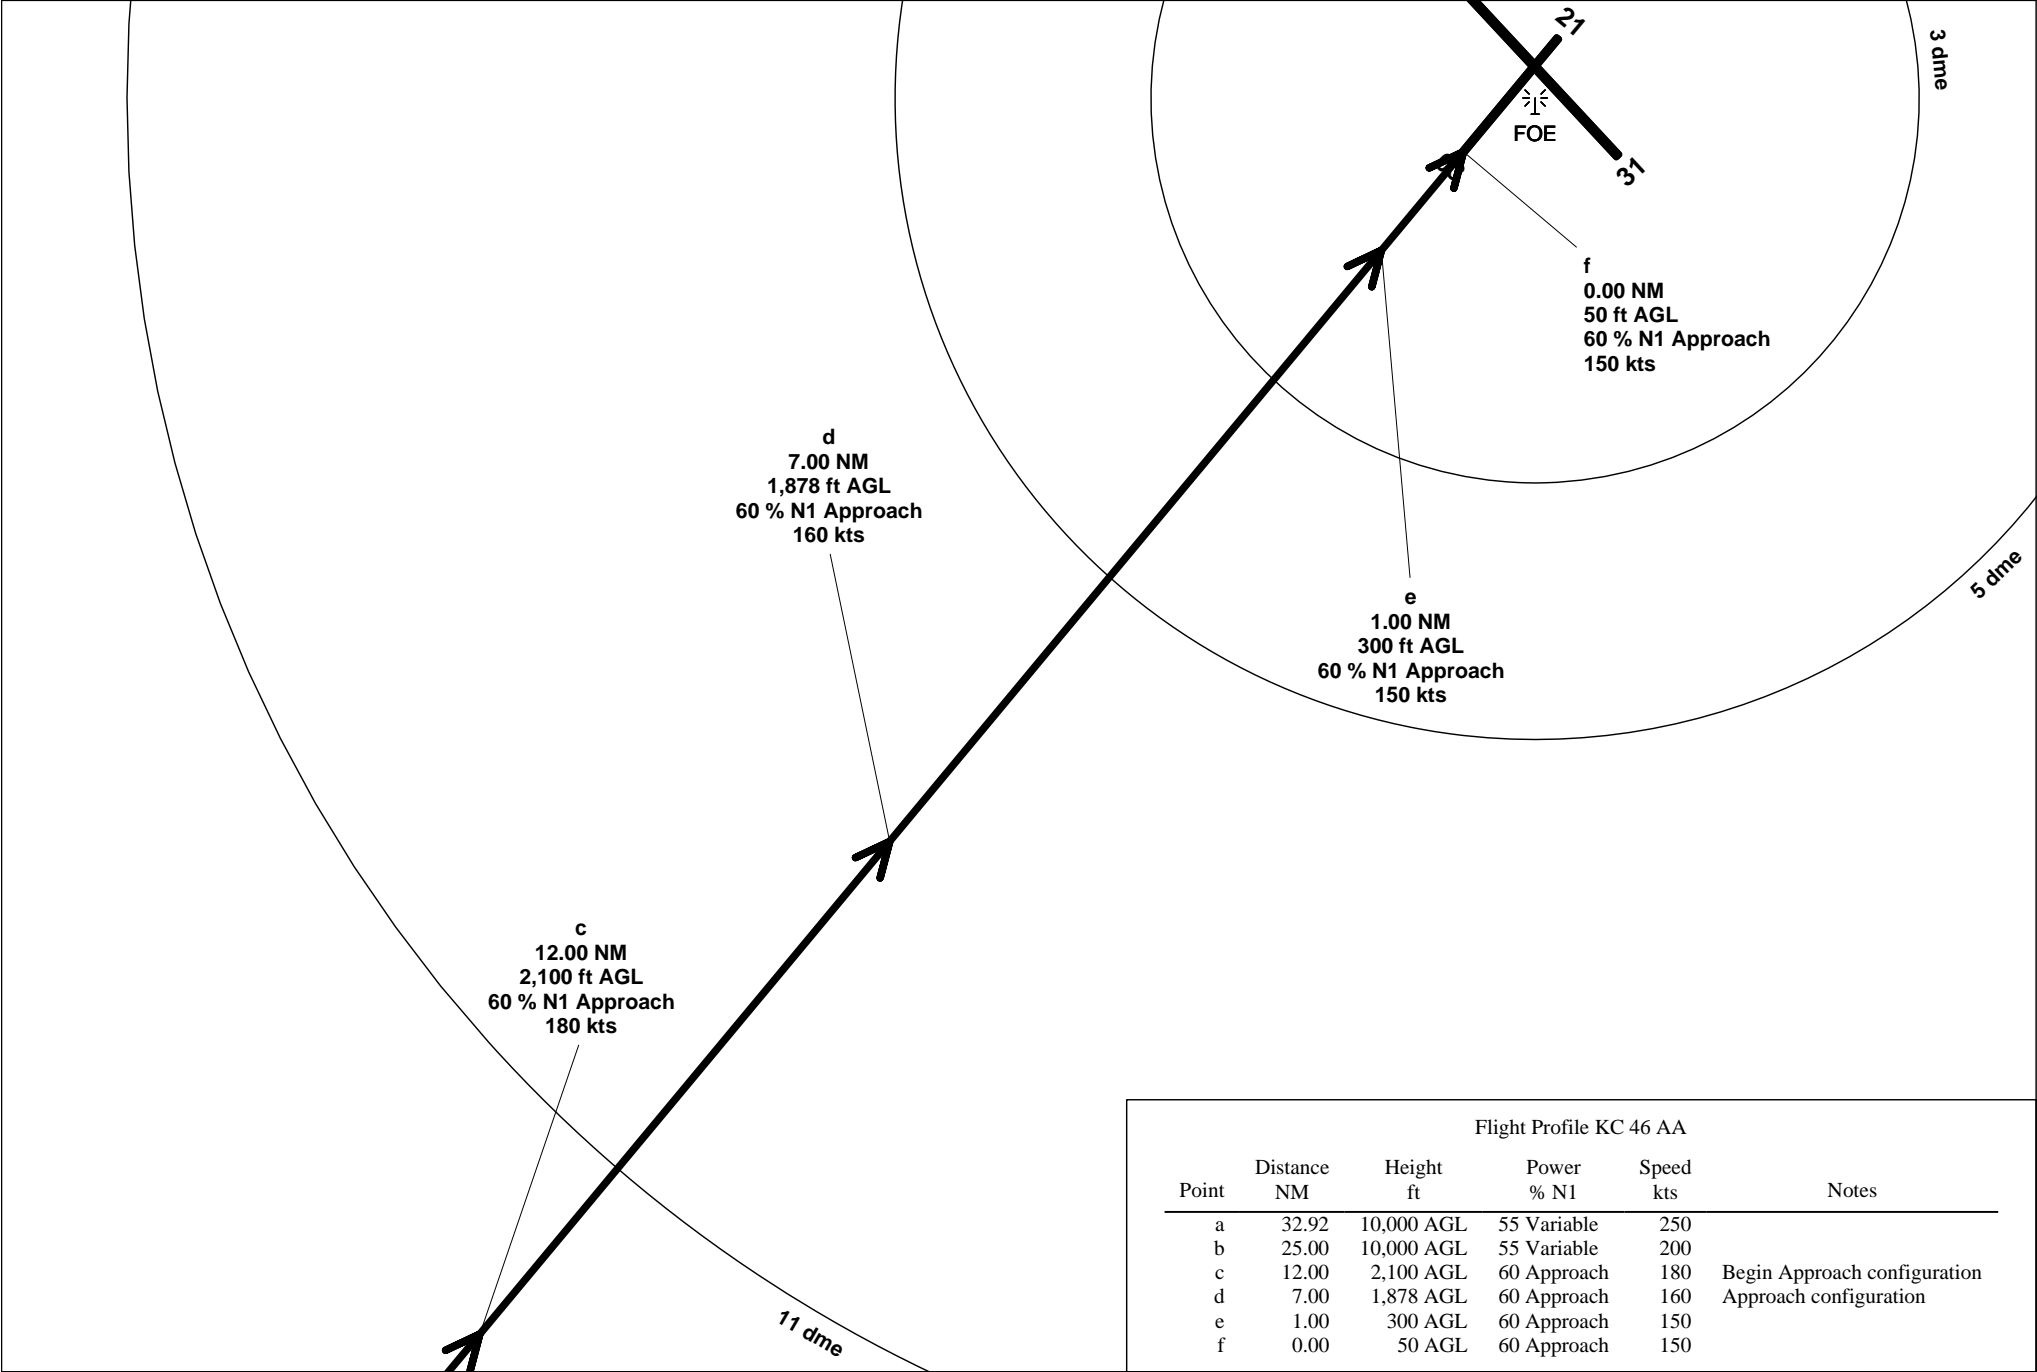 21
3 dme
FOE
31
f
0.00 NM
50 ft AGL
60 % N1 Approach
150 kts
d
7.00 NM
1,878 ft AGL
60 % N1 Approach
160 kts
5 dme
e
1.00 NM
300 ft AGL
60 % N1 Approach
150 kts
c
12.00 NM
2,100 ft AGL
60 % N1 Approach
180 kts
11 dme
Flight Profile KC 46 AA
Distance Height Power Speed
Point NM ft % N1 kts Notes
a 32.92 10,000 AGL 55 Variable 250
b 25.00 10,000 AGL 55 Variable 200
c 12.00 2,100 AGL 60 Approach 180 Begin Approach configuration
d 7.00 1,878 AGL 60 Approach 160 Approach configuration
e 1.00 300 AGL 60 Approach 150
f 0.00 50 AGL 60 Approach 150